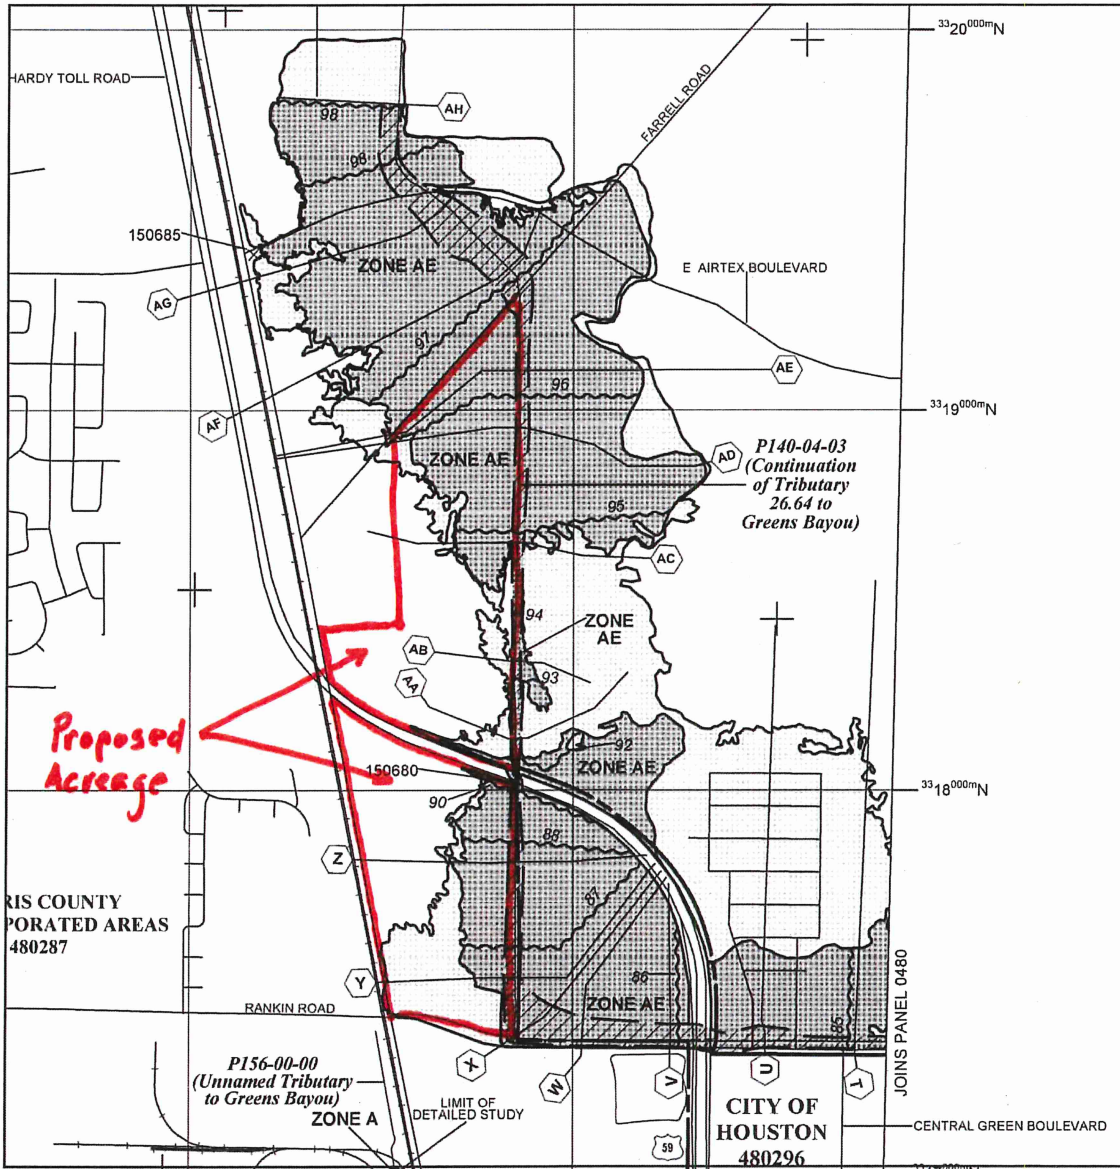 33 20 000m N
HARDY TOLL ROAD
AH
98
FARRELL ROAD
98
150685
ZONE AE
E AIRTEX BOULEVARD
AG
97
AE
96
33 19 000m N
AF
AD
P140-04-03
(Continuation
of Tributary
26.64 to
Greens Bayou)
ZONE AE
95
AC
94
ZONE
AE
AB
93
AA
Proposed
Acreage
92
ZONE AE
150680
33 18 000m N
90
88
Z
87
RIS COUNTY
PORATED AREAS
480287
Y
86
ZONE AE
RANKIN ROAD
85
JOINS PANEL 0480
X
W
V
U
T
P156-00-00
(Unnamed Tributary
to Greens Bayou)
ZONE A
LIMIT OF
DETAILED STUDY
59
CITY OF
HOUSTON
480296
CENTRAL GREEN BOULEVARD